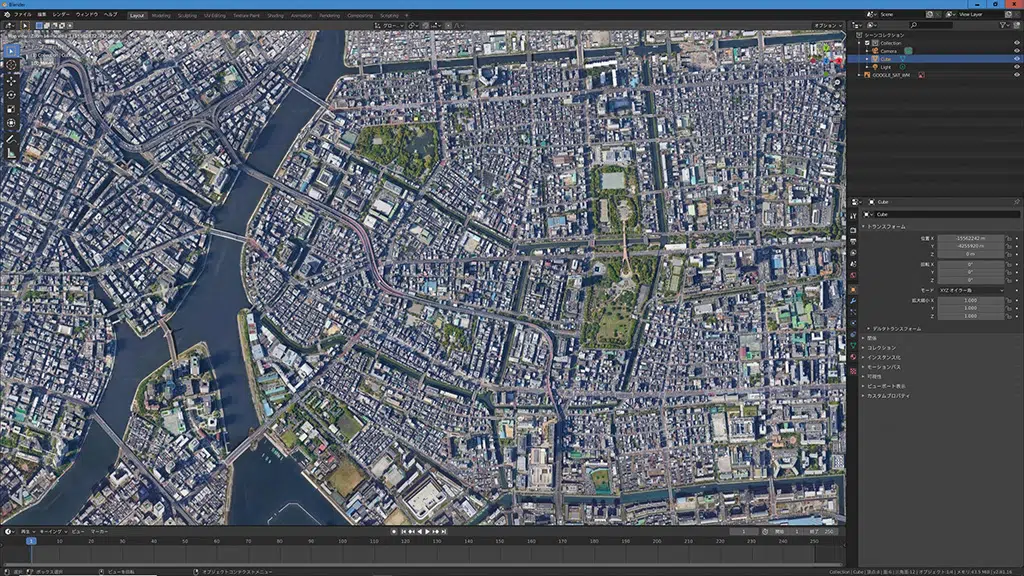 Blender
ファイル 編集 レンダー ウィンドウ ヘルプ Layout Modeling Sculpting UV Editing Texture Paint Shading Animation Rendering Compositing Scripting +
Scene
View Layer
オプション
シーンコレクション
Collection
Camera
Cube
Light
GOOGLE_SAT_WM
Cube
Cube
トランスフォーム
位置 X
Y
Z 0 m
回転 X 0°
Y 0°
Z 0°
モード XYZ オイラー角
拡大縮小 X 1.000
Y 1.000
Z 1.000
デルタトランスフォーム
関係
コレクション
インスタンス化
モーションパス
可視性
ビューポート表示
カスタムプロパティ
再生 キーイング ビュー マーカー
1 開始 1 終了 250
1 10 20 30 40 50 60 70 80 90 100 110 120 130 140 150 160 170 180 190 200 210 220 230 240 250
選択 ボックス選択 ビューを回転 オブジェクトコンテクストメニュー